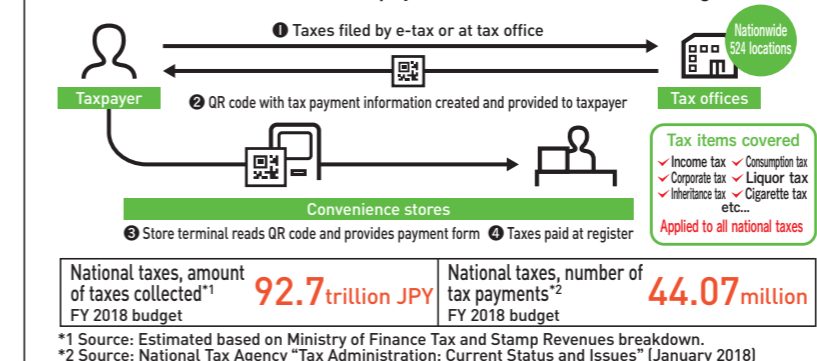 ❶ Taxes filed by e-tax or at tax office
Nationwide
524 locations
Taxpayer
❷ QR code with tax payment information created and provided to taxpayer
Tax offices
Tax items covered
✓ Income tax ✓ Consumption tax
✓ Corporate tax ✓ Liquor tax
✓ Inheritance tax ✓ Cigarette tax
etc...
Applied to all national taxes
Convenience stores
❸ Store terminal reads QR code and provides payment form ❹ Taxes paid at register
National taxes, amount
of taxes collected*1
FY 2018 budget
92.7 trillion JPY
National taxes, number of
tax payments*2
FY 2018 budget
44.07 million
*1 Source: Estimated based on Ministry of Finance Tax and Stamp Revenues breakdown.
*2 Source: National Tax Agency "Tax Administration: Current Status and Issues" (January 2018)